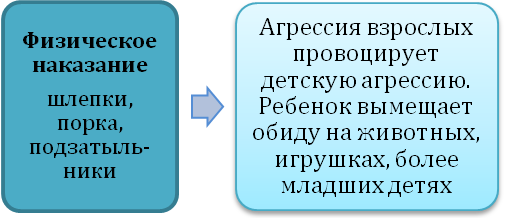 Физическое
наказание
шлепки,
порка,
подзатыль-
ники
Агрессия взрослых
провоцирует
детскую агрессию.
Ребенок вымещает
обиду на животных,
игрушках, более
младших детях